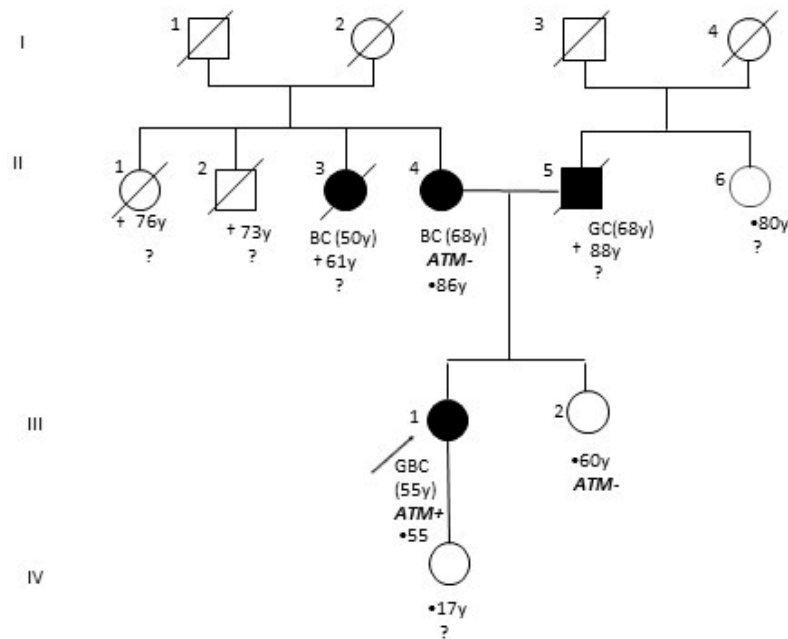 I
1
2
3
4
II
1
2
3
4
5
6
+ 76y
?
+ 73y
?
BC (50y)
+ 61y
?
BC (68y)
ATM-
•86y
GC(68y)
+ 88y
?
•80y
?
III
1
2
GBC
(55y)
ATM+
•55
•60y
ATM-
IV
•17y
?